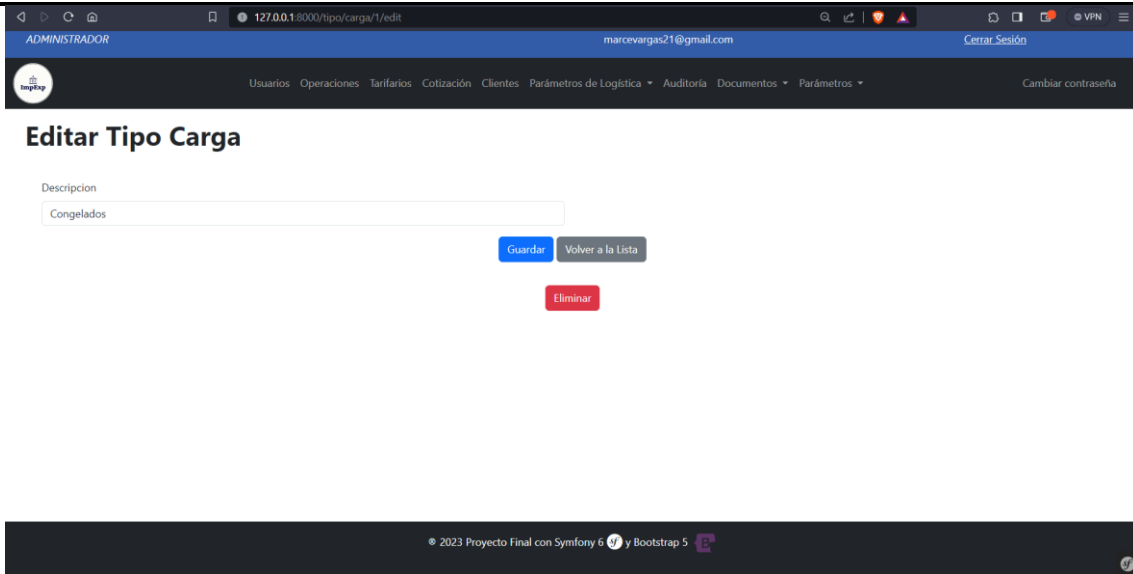 127.0.0.1:8000/tipo/carga/1/edit VPN
ADMINISTRADOR marcevargas21@gmail.com Cerrar Sesión
ImpExp Usuarios Operaciones Tarifarios Cotización Clientes Parámetros de Logística Auditoría Documentos Parámetros Cambiar contraseña
Editar Tipo Carga
Descripcion
Congelados
Guardar Volver a la Lista
Eliminar
® 2023 Proyecto Final con Symfony 6 sf y Bootstrap 5 B
sf